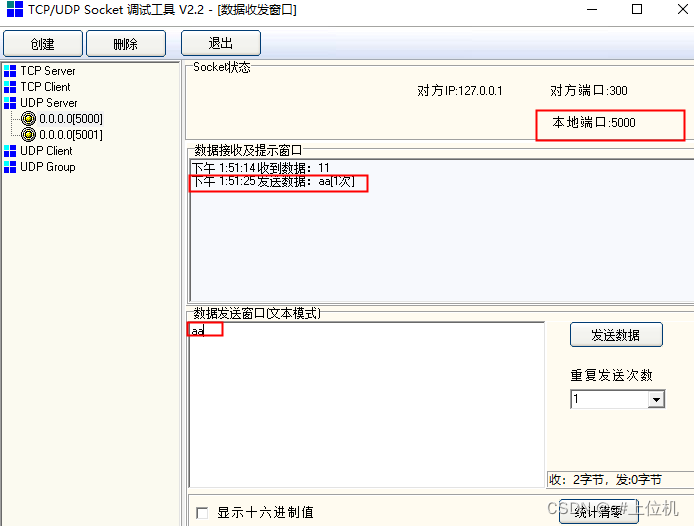 TCP/UDP Socket 调试工具 V2.2 - [数据收发窗口]
创建 删除 退出
TCP Server
TCP Client
UDP Server
0.0.0.0[5000]
0.0.0.0[5001]
UDP Client
UDP Group
Socket状态
对方IP:127.0.0.1 对方端口:300
本地端口:5000
数据接收及提示窗口
下午 1:51:14 收到数据：11
下午 1:51:25 发送数据：aa[1次]
数据发送窗口(文本模式)
aa
发送数据
重复发送次数
1
收：2字节，发:0字节
显示十六进制值
统计清零
CSDN @-#上位机